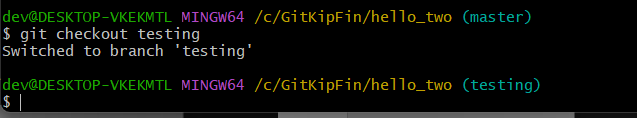 dev@DESKTOP-VKEKMTL MINGW64 /c/GitKipFin/hello_two (master)
$ git checkout testing
Switched to branch 'testing'
dev@DESKTOP-VKEKMTL MINGW64 /c/GitKipFin/hello_two (testing)
$